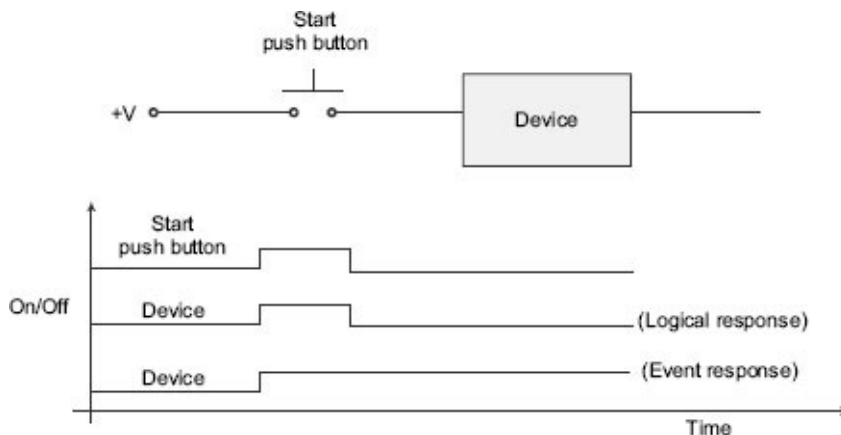 Start
push button
+V
Device
Start
push button
On/Off
Device
(Logical response)
Device
(Event response)
Time